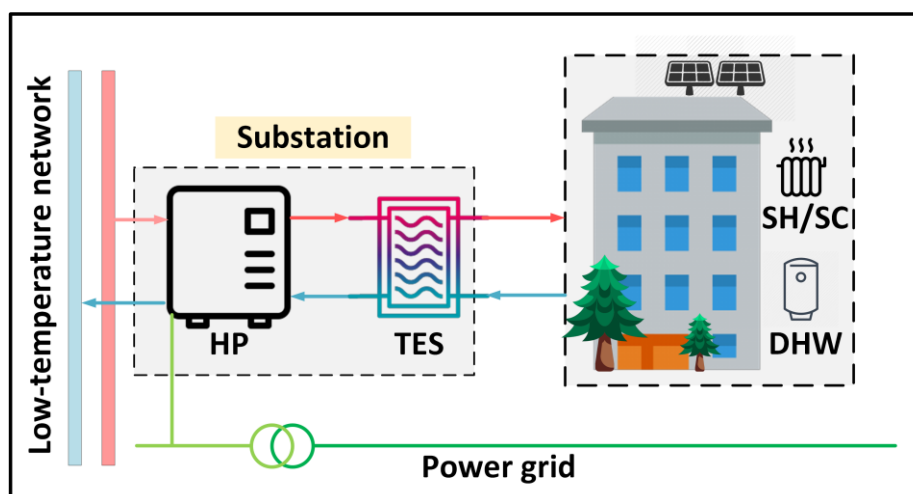 Low-temperature network
Substation
HP
TES
SH/SC
DHW
Power grid